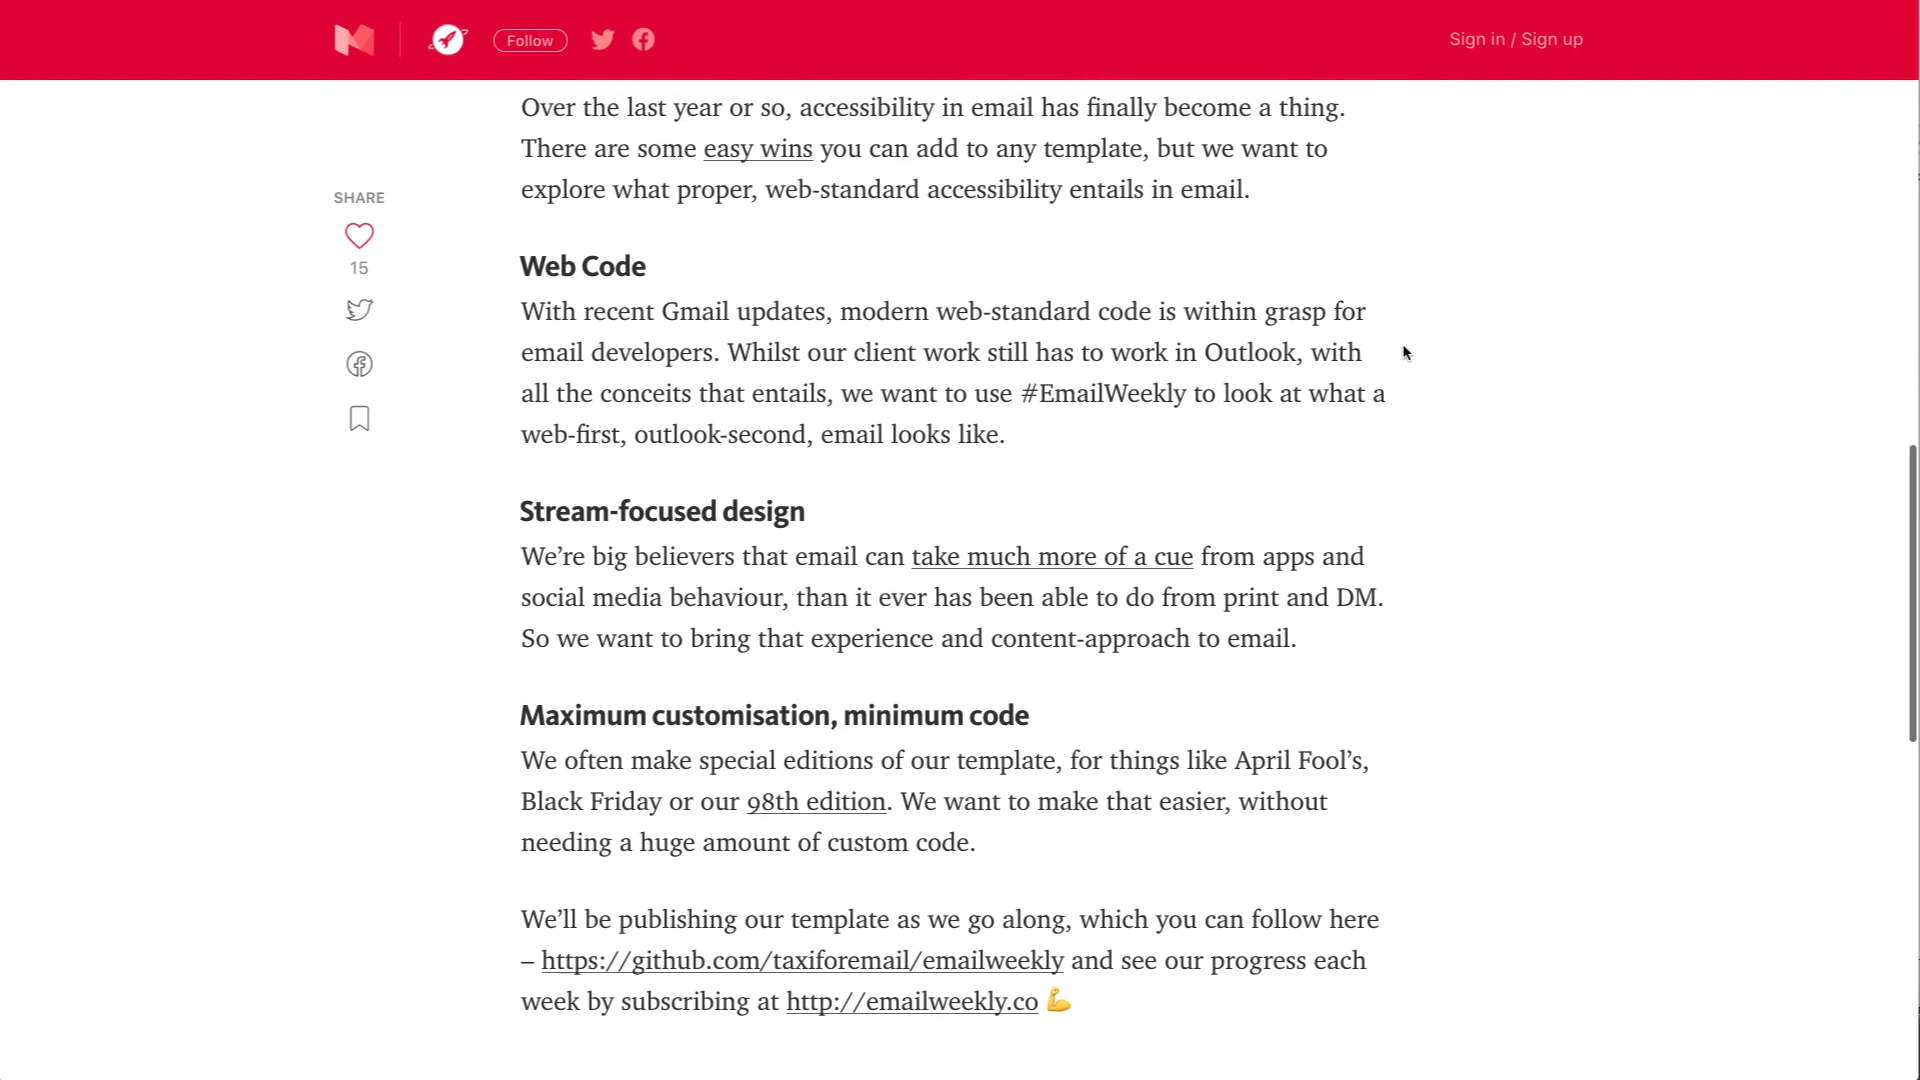 Follow
Sign in / Sign up
Over the last year or so, accessibility in email has finally become a thing.
There are some easy wins you can add to any template, but we want to
explore what proper, web-standard accessibility entails in email.
SHARE
15
Web Code
With recent Gmail updates, modern web-standard code is within grasp for
email developers. Whilst our client work still has to work in Outlook, with
all the conceits that entails, we want to use #EmailWeekly to look at what a
web-first, outlook-second, email looks like.
Stream-focused design
We’re big believers that email can take much more of a cue from apps and
social media behaviour, than it ever has been able to do from print and DM.
So we want to bring that experience and content-approach to email.
Maximum customisation, minimum code
We often make special editions of our template, for things like April Fool’s,
Black Friday or our 98th edition. We want to make that easier, without
needing a huge amount of custom code.
We’ll be publishing our template as we go along, which you can follow here
– https://github.com/taxiforemail/emailweekly and see our progress each
week by subscribing at http://emailweekly.co 💪